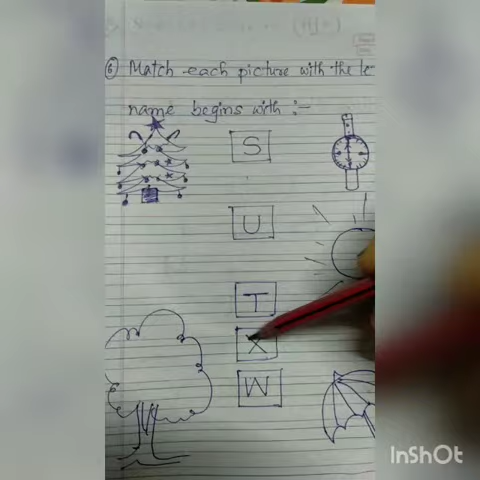 ⑥ Match each picture with the le
name begins with :-
S
U
T
X
W
InShOt